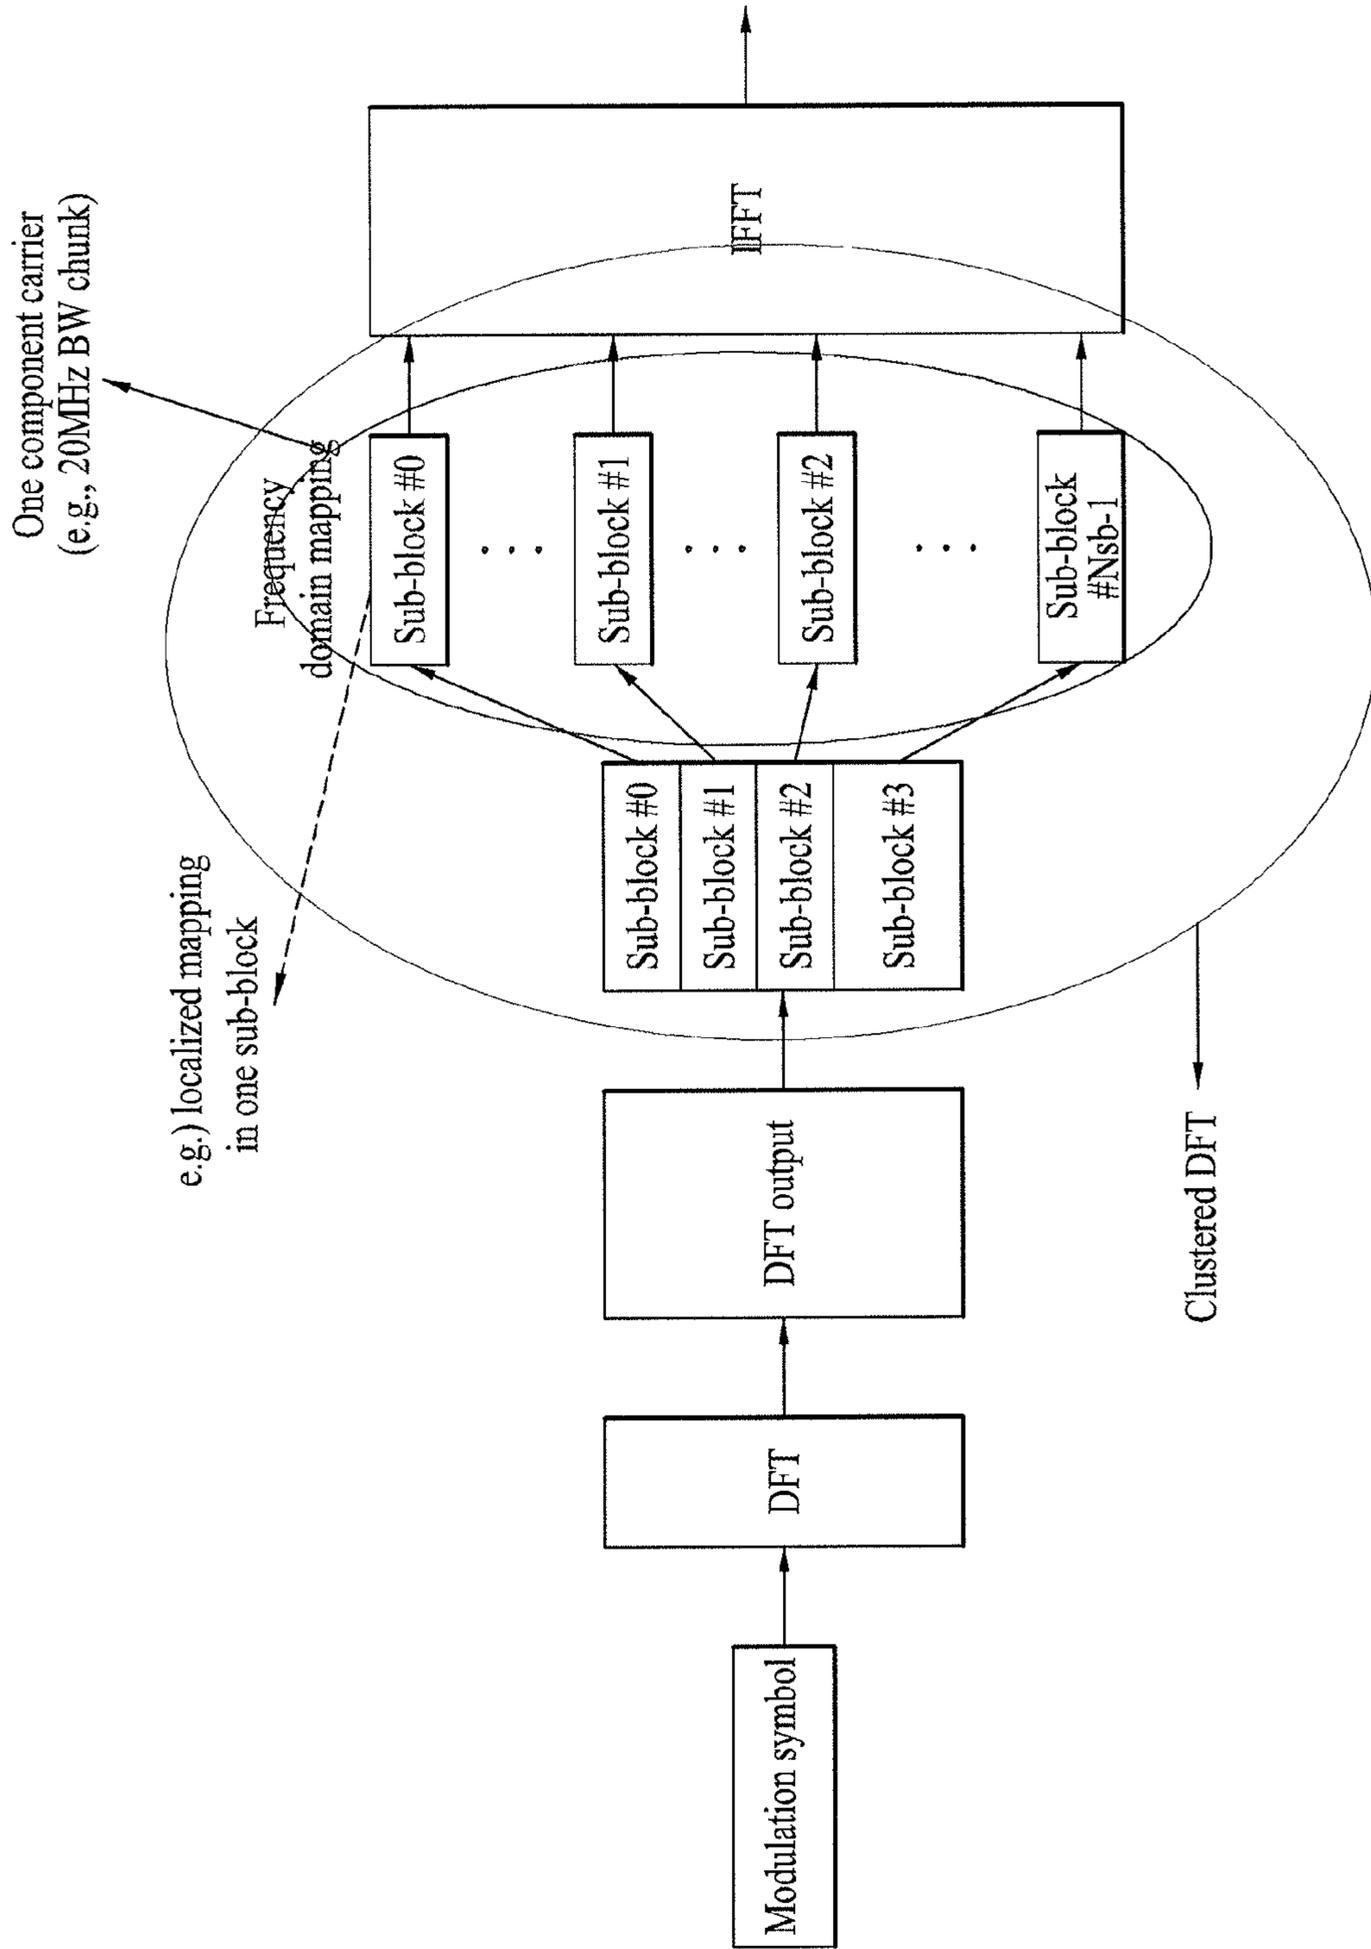 One component carrier
(e.g., 20MHz BW chunk)
e.g.) localized mapping
in one sub-block
Frequency
domain mapping
Modulation symbol
DFT
DFT output
Sub-block #0
Sub-block #1
Sub-block #2
Sub-block #3
Sub-block #0
Sub-block #1
Sub-block #2
Sub-block
#Nsb-1
IFFT
Clustered DFT